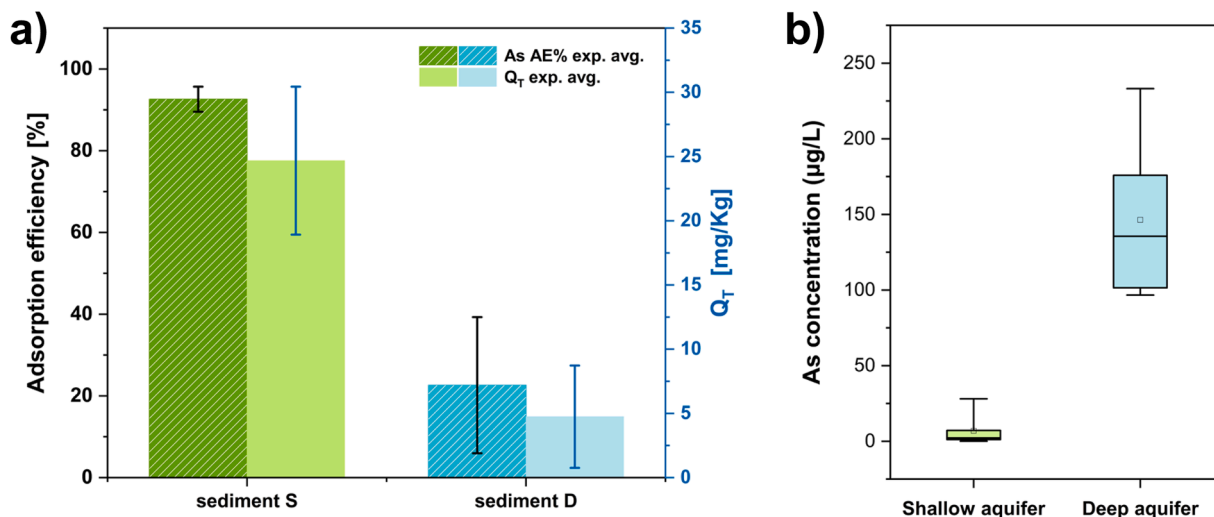 a)
As AE% exp. avg.
Q_T exp. avg.
Adsorption efficiency [%]
100
80
60
40
20
0
35
30
25
20
15
10
5
0
Q_T [mg/Kg]
sediment S
sediment D
b)
As concentration (µg/L)
250
200
150
100
50
0
Shallow aquifer
Deep aquifer